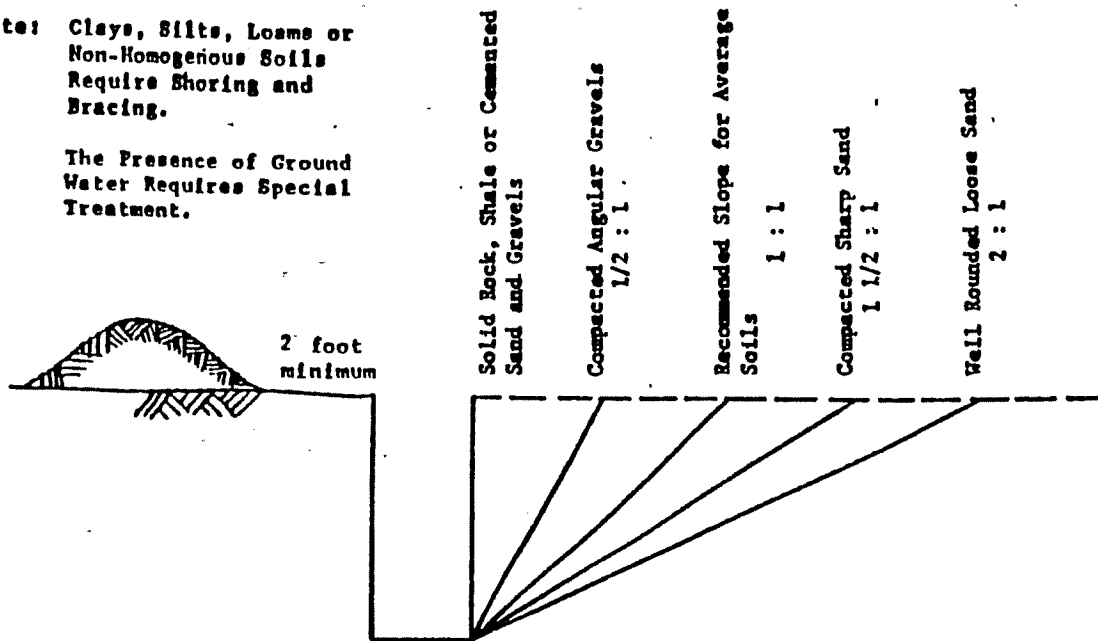 te: Clays, Silts, Loams or
Non-Homogenious Soils
Require Shoring and
Bracing.
The Presence of Ground
Water Requires Special
Treatment.
2 foot
minimum
Solid Rock, Shale or Cemented
Sand and Gravels
Compacted Angular Gravels
1/2 : 1
Recommended Slope for Average
Soils
1 : 1
Compacted Sharp Sand
1 1/2 : 1
Well Rounded Loose Sand
2 : 1